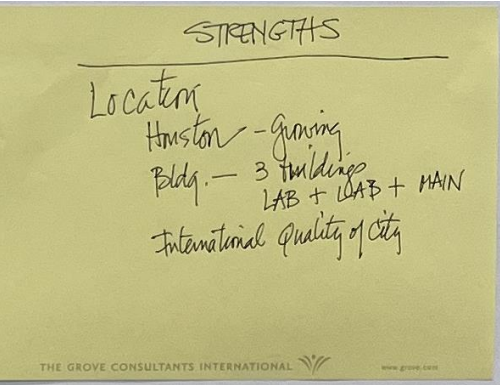 STRENGTHS
Location
Houston - Growing
Bldg. - 3 buildings
LAB + WAB + MAIN
International Quality of City
THE GROVE CONSULTANTS INTERNATIONAL www.grove.com